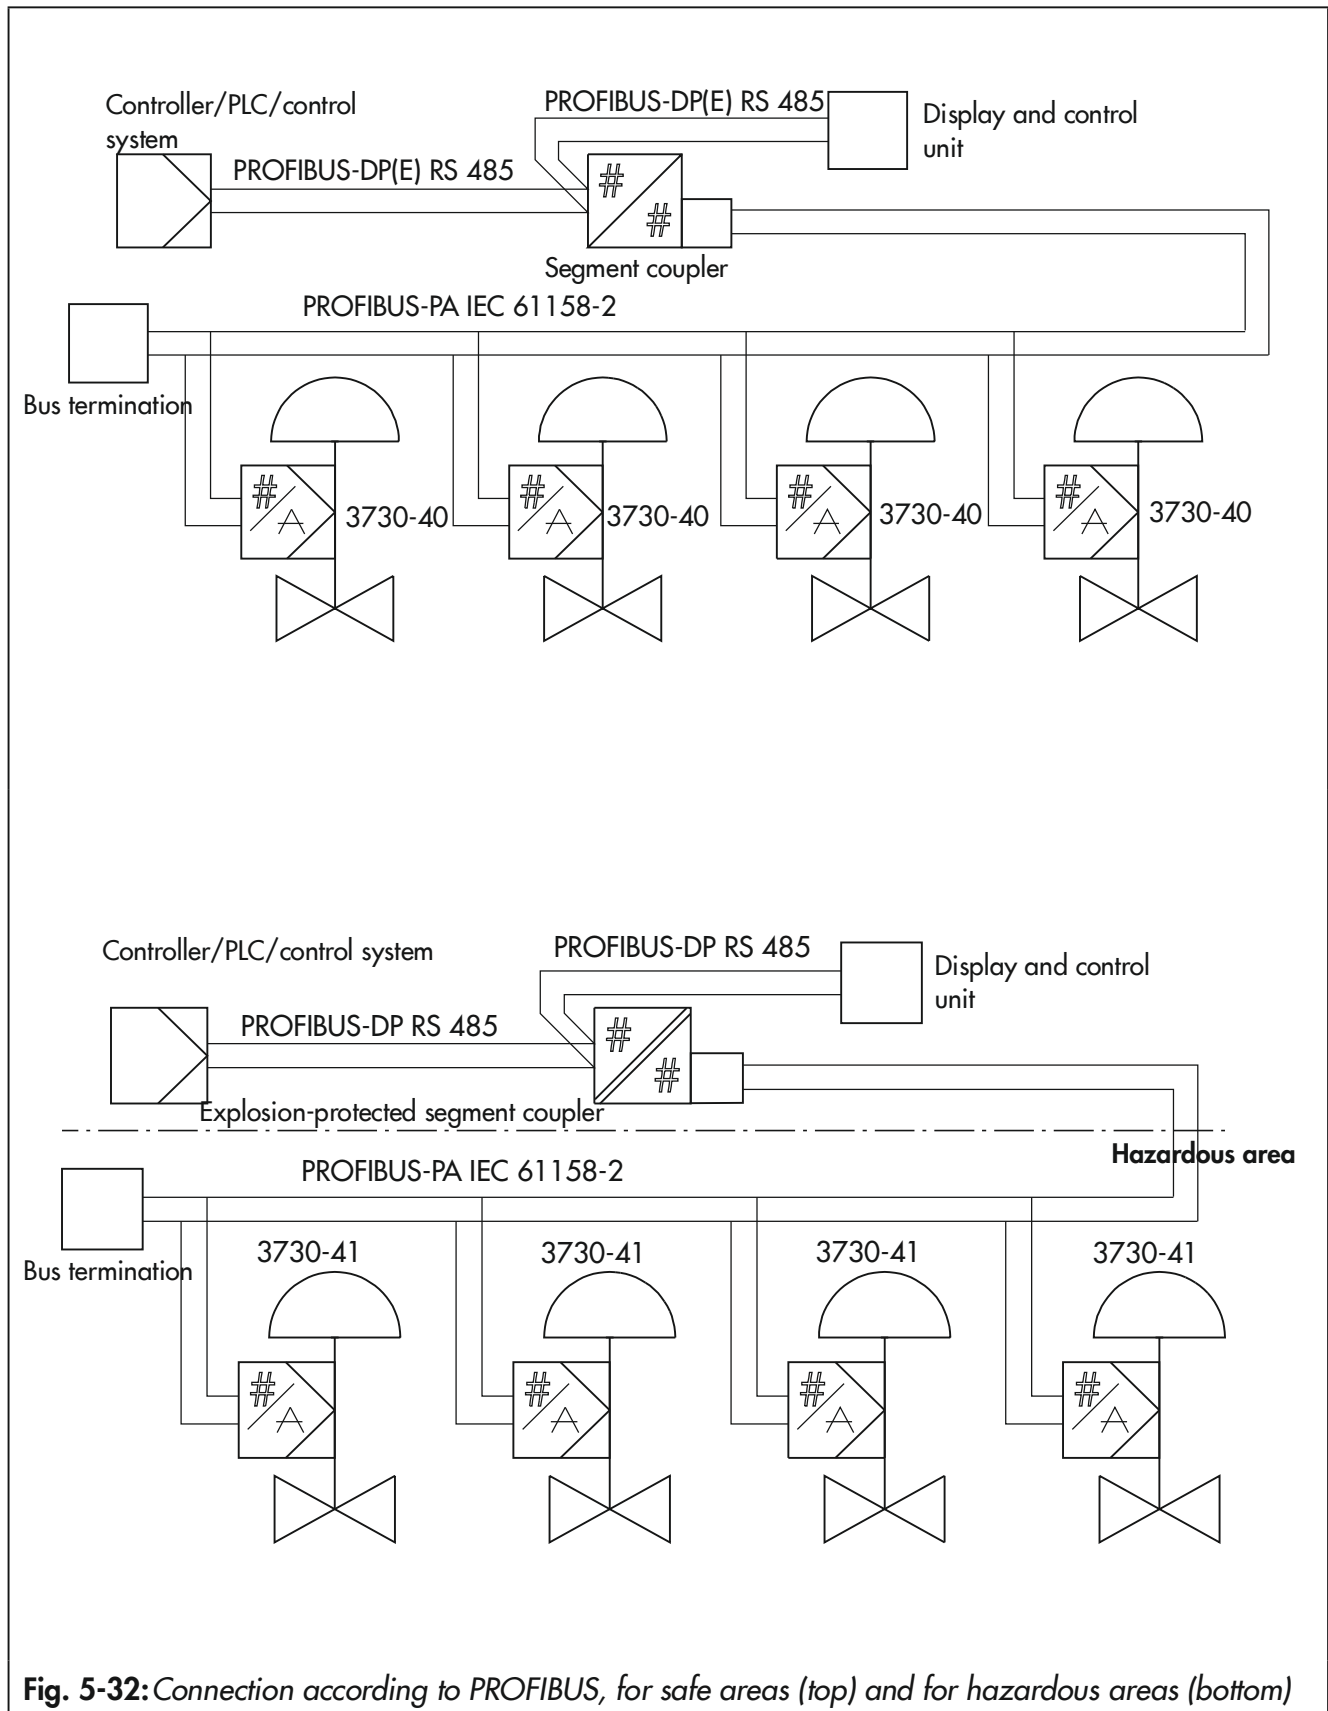 Controller/PLC/control
system
PROFIBUS-DP(E) RS 485
PROFIBUS-DP(E) RS 485
Display and control
unit
#
#
Segment coupler
PROFIBUS-PA IEC 61158-2
Bus termination
#
A
3730-40
#
A
3730-40
#
A
3730-40
#
A
3730-40
Controller/PLC/control system
PROFIBUS-DP RS 485
PROFIBUS-DP RS 485
Display and control
unit
#
#
Explosion-protected segment coupler
Hazardous area
PROFIBUS-PA IEC 61158-2
Bus termination
3730-41
3730-41
3730-41
3730-41
#
A
#
A
#
A
#
A
Fig. 5-32: Connection according to PROFIBUS, for safe areas (top) and for hazardous areas (bottom)